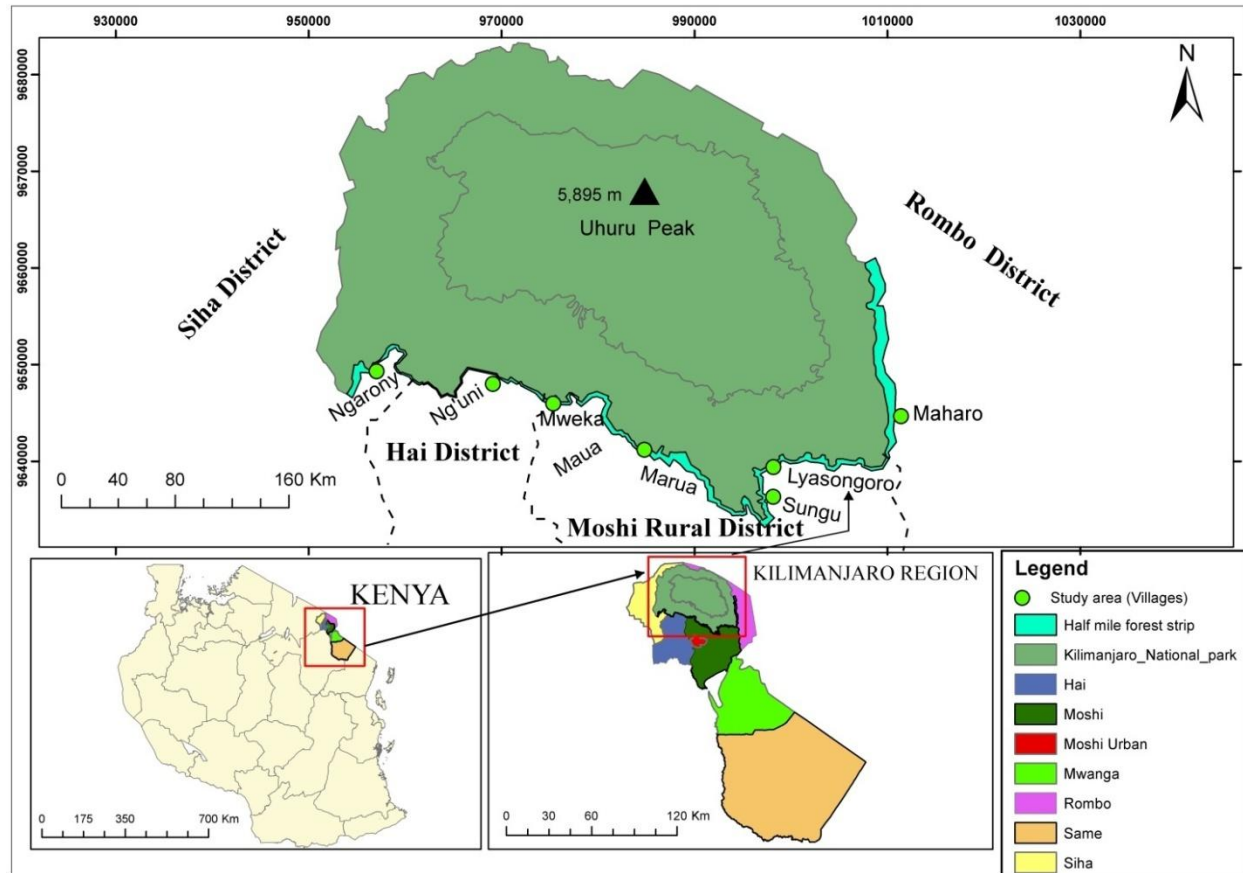 930000
950000
970000
990000
1010000
1030000
9680000
9670000
9660000
9650000
9640000
N
5,895 m
Uhuru Peak
Siha District
Rombo District
Ngarony
Ng'uni
Mweka
Maua
Marua
Lyasongoro
Sungu
Maharo
Hai District
Moshi Rural District
0 40 80 160 Km
KENYA
0 175 350 700 Km
KILIMANJARO REGION
0 30 60 120 Km
Legend
Study area (Villages)
Half mile forest strip
Kilimanjaro_National_park
Hai
Moshi
Moshi Urban
Mwanga
Rombo
Same
Siha